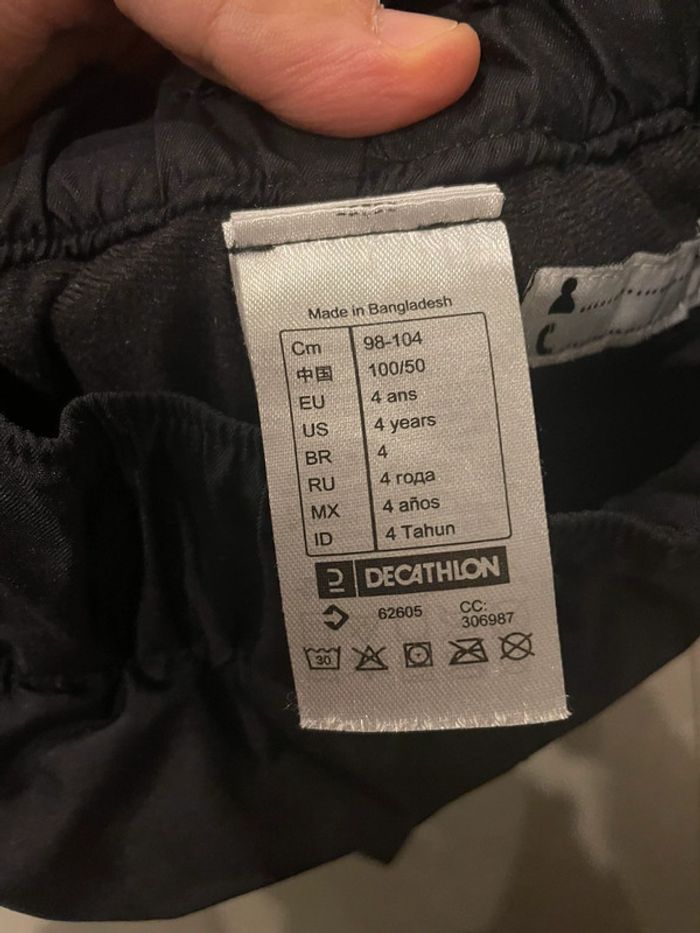 Made in Bangladesh
Cm 98-104
中国 100/50
EU 4 ans
US 4 years
BR 4
RU 4 года
MX 4 años
ID 4 Tahun
DECATHLON
62605 CC:
306987
30